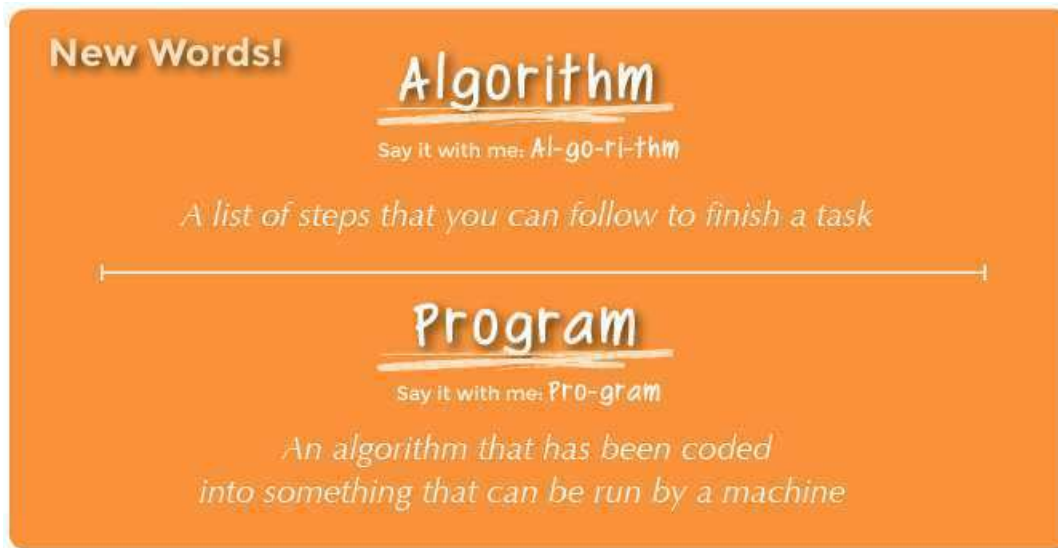 New Words!
Algorithm
Say it with me: Al-go-ri-thm
A list of steps that you can follow to finish a task
Program
Say it with me: Pro-gram
An algorithm that has been coded
into something that can be run by a machine